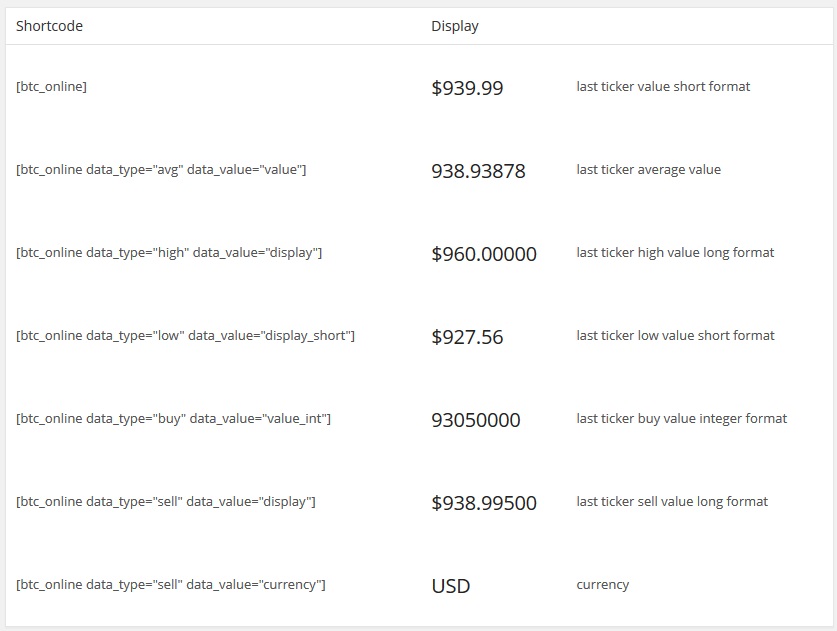 Shortcode Display
[btc_online] $939.99 last ticker value short format
[btc_online data_type="avg" data_value="value"] 938.93878 last ticker average value
[btc_online data_type="high" data_value="display"] $960.00000 last ticker high value long format
[btc_online data_type="low" data_value="display_short"] $927.56 last ticker low value short format
[btc_online data_type="buy" data_value="value_int"] 93050000 last ticker buy value integer format
[btc_online data_type="sell" data_value="display"] $938.99500 last ticker sell value long format
[btc_online data_type="sell" data_value="currency"] USD currency